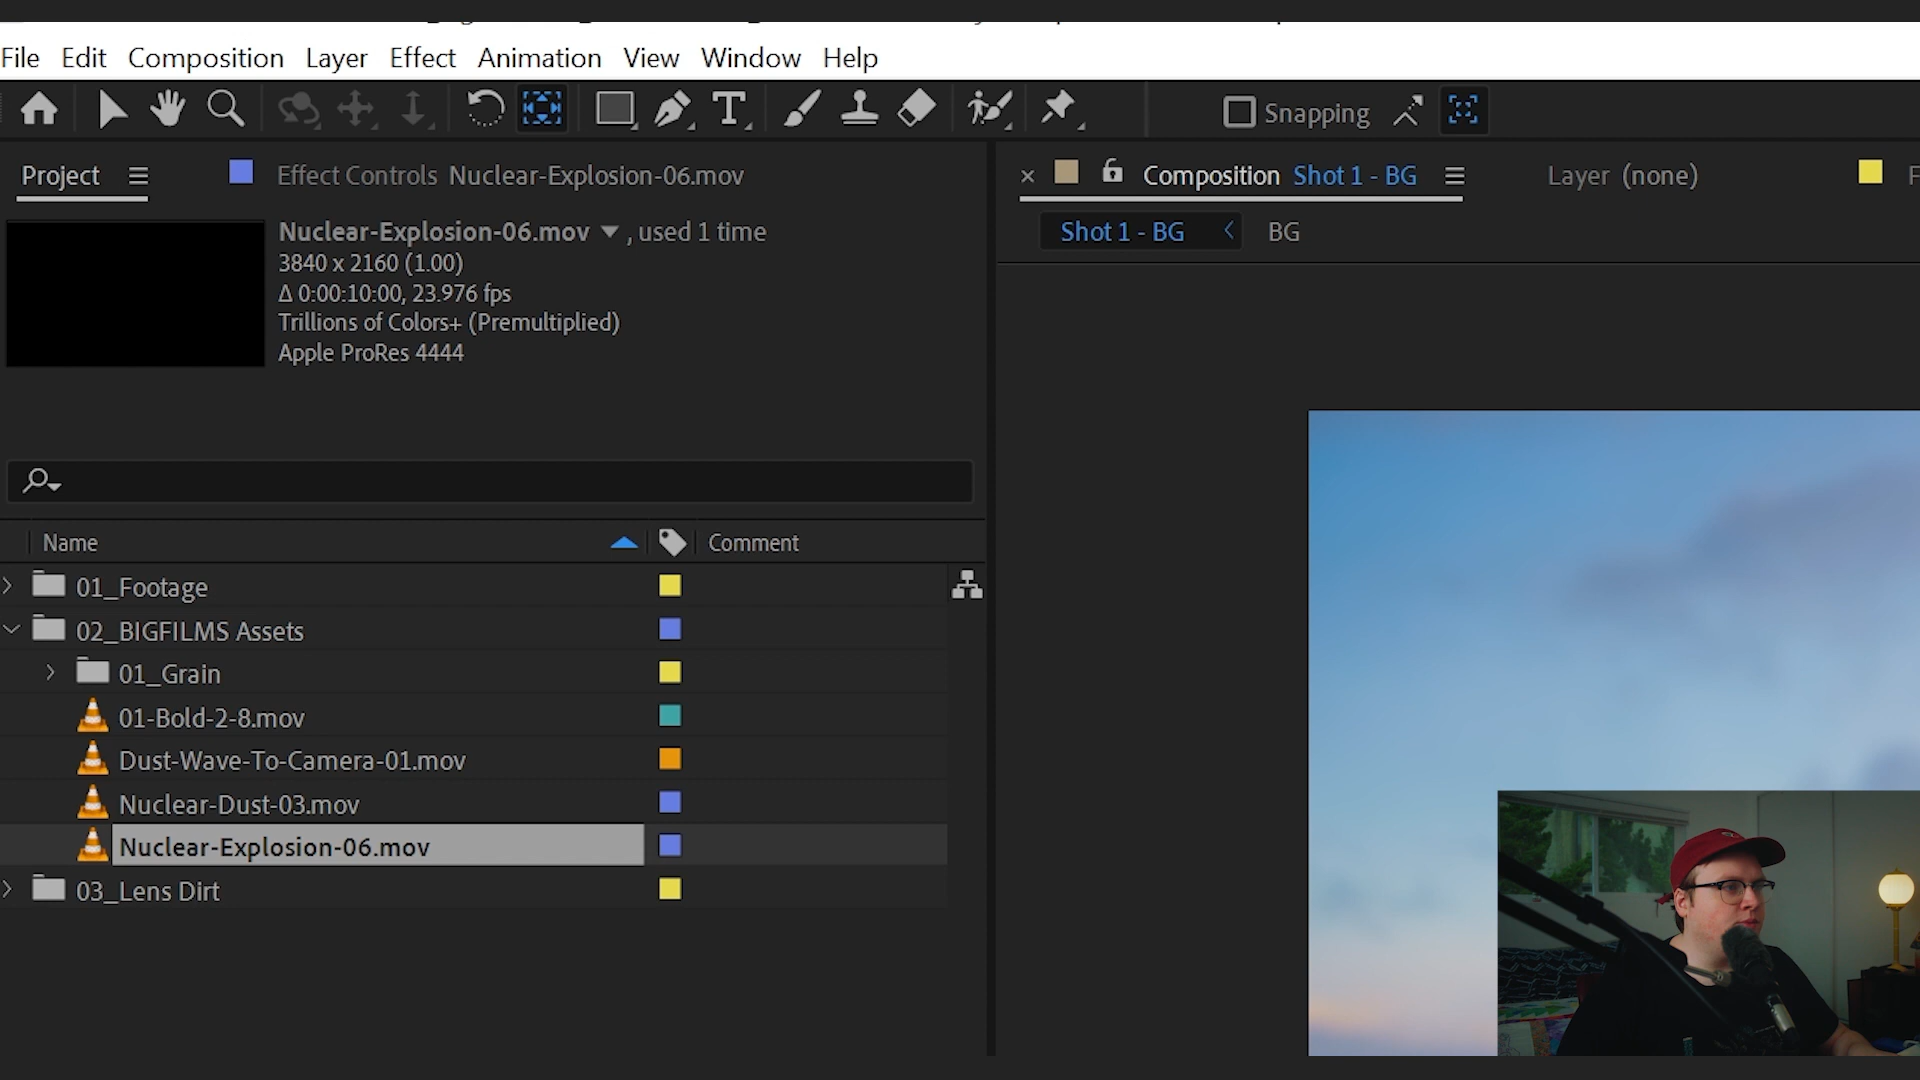 File Edit Composition Layer Effect Animation View Window Help
Snapping
Project Effect Controls Nuclear-Explosion-06.mov
Composition Shot 1 - BG Layer (none) F
Shot 1 - BG BG
Nuclear-Explosion-06.mov , used 1 time
3840 x 2160 (1.00)
Δ 0:00:10:00, 23.976 fps
Trillions of Colors+ (Premultiplied)
Apple ProRes 4444
Name Comment
01_Footage
02_BIGFILMS Assets
01_Grain
01-Bold-2-8.mov
Dust-Wave-To-Camera-01.mov
Nuclear-Dust-03.mov
Nuclear-Explosion-06.mov
03_Lens Dirt